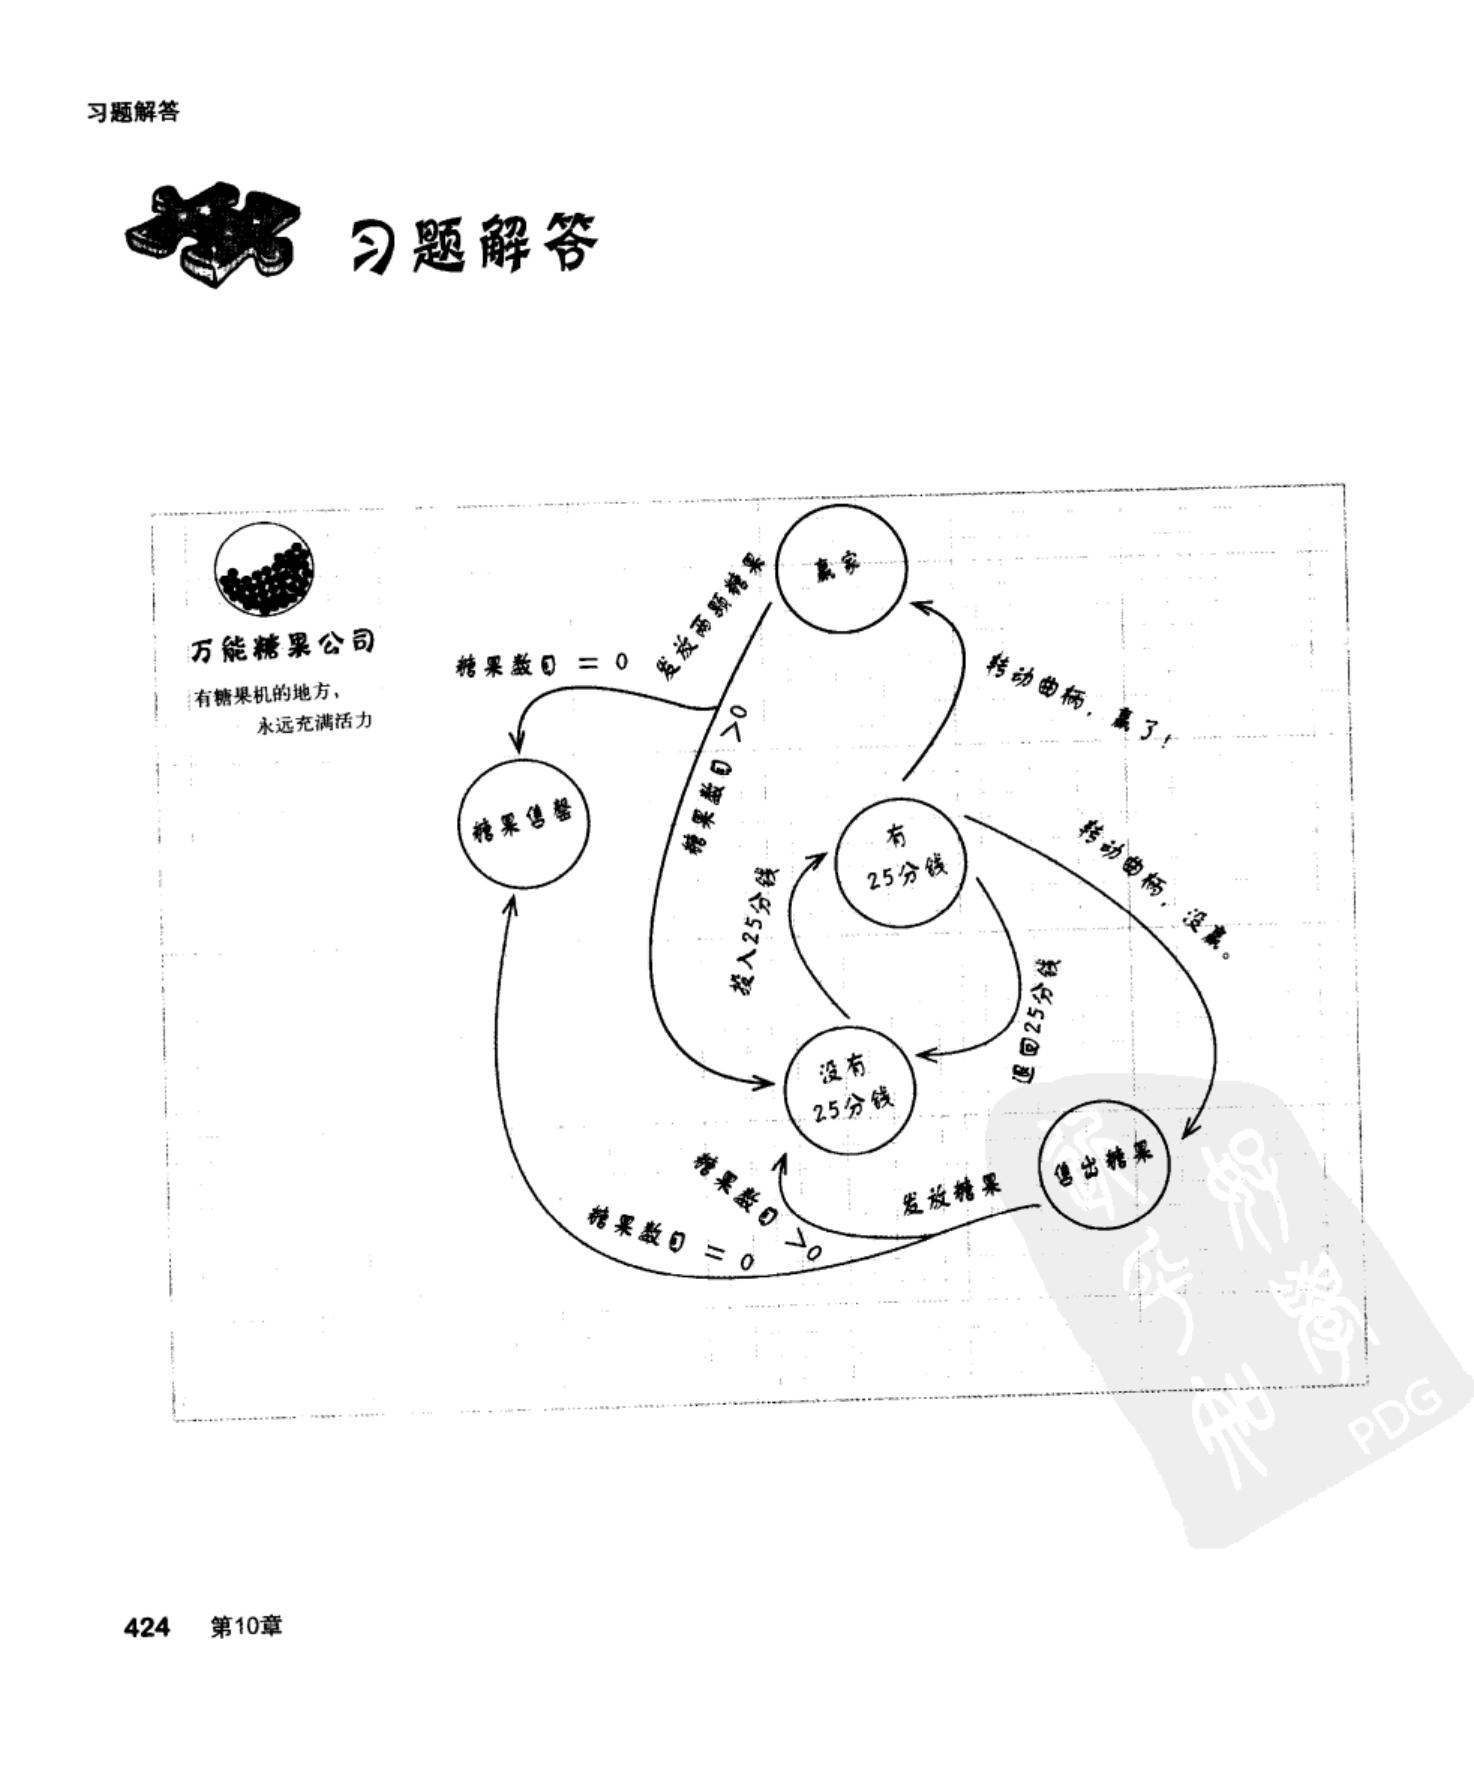 习题解答
习题解答
万能糖果公司
有糖果机的地方，
永远充满活力
赢家
发放两颗糖果
糖果数目 = 0
转动曲柄，赢了！
糖果数目 >0
糖果售罄
有
25分钱
转动曲柄，没赢。
投入25分钱
退回25分钱
没有
25分钱
糖果数目 >0
发放糖果
售出糖果
糖果数目 = 0
PDG
424 第10章